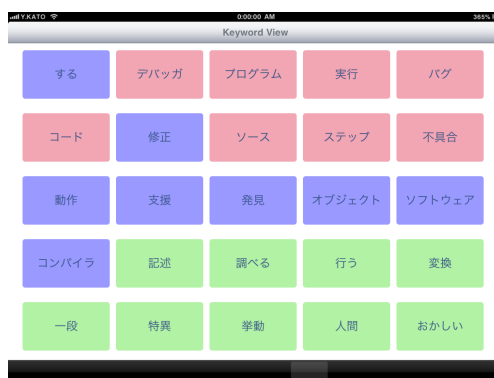 Y.KATO 0:00:00 AM 365%
Keyword View
する デバッガ プログラム 実行 バグ
コード 修正 ソース ステップ 不具合
動作 支援 発見 オブジェクト ソフトウェア
コンパイラ 記述 調べる 行う 変換
一段 特異 挙動 人間 おかしい